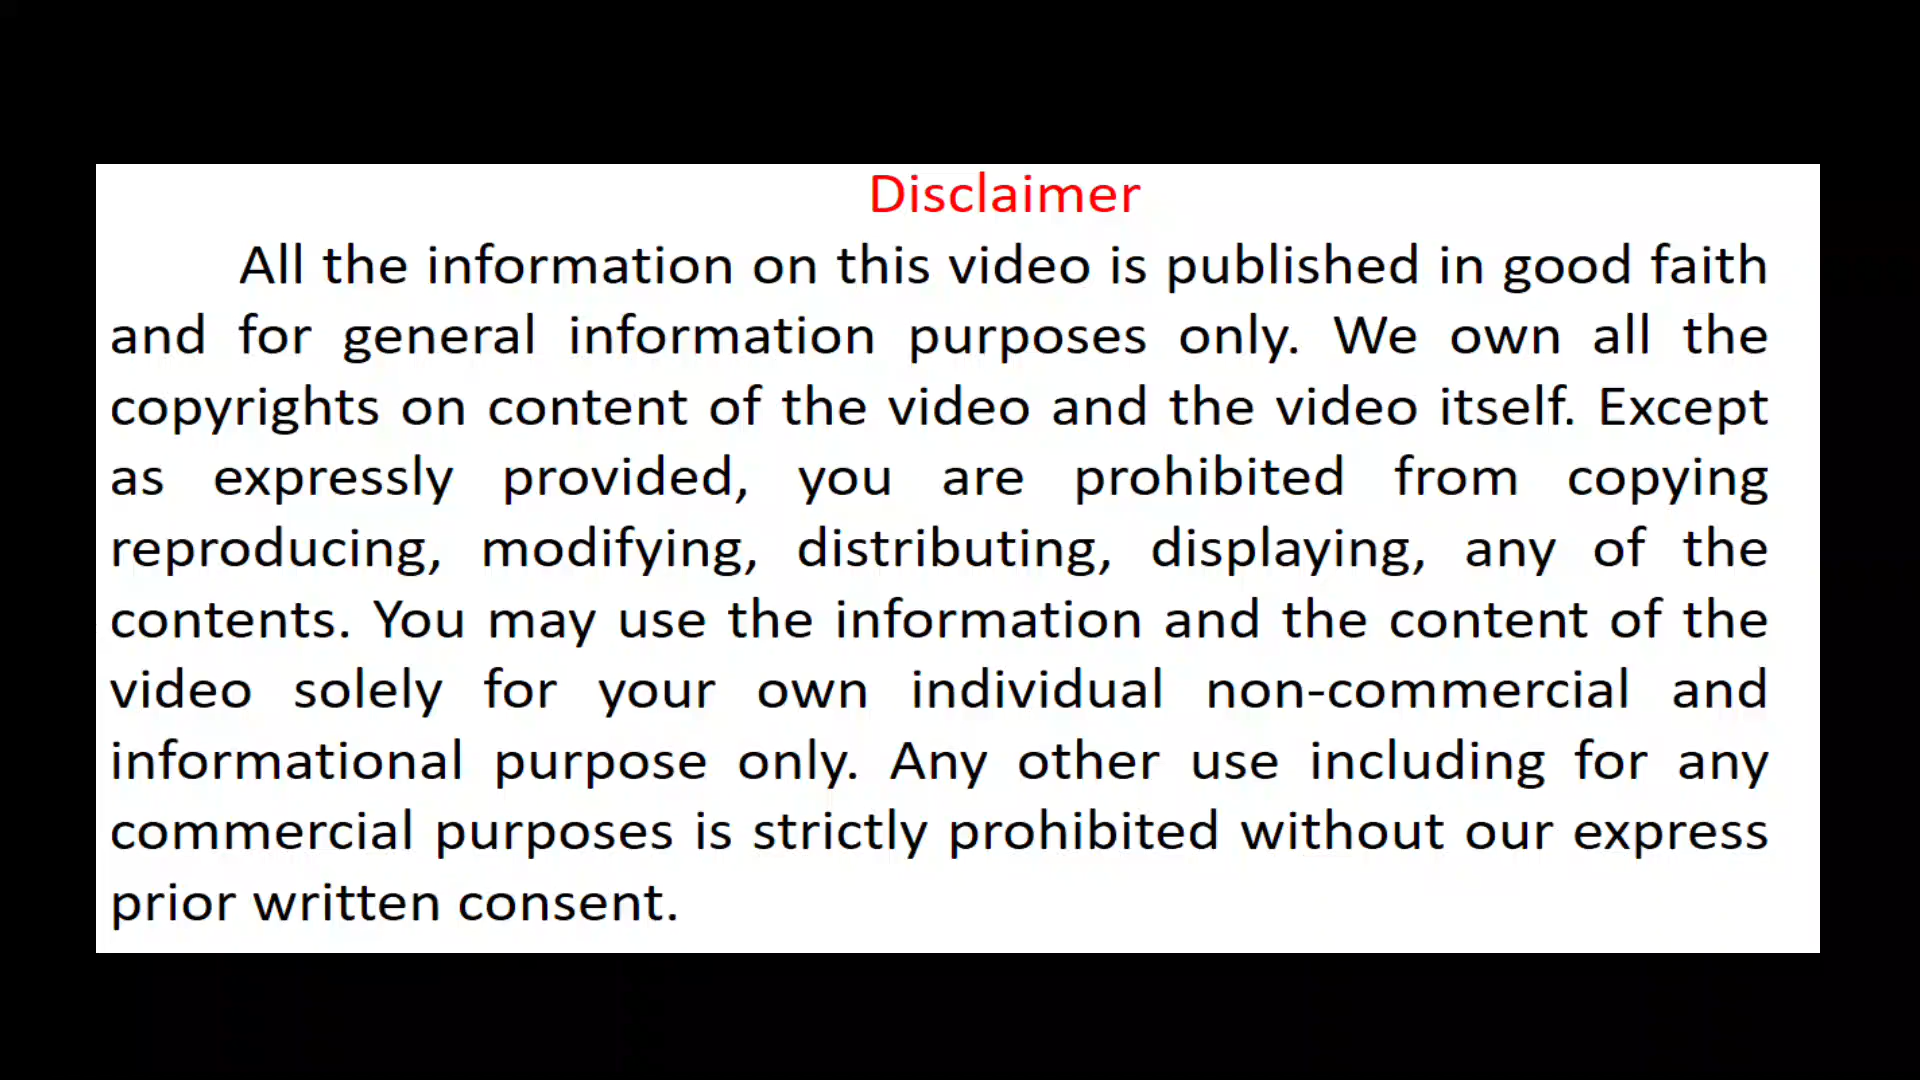 Disclaimer
All the information on this video is published in good faith
and for general information purposes only. We own all the
copyrights on content of the video and the video itself. Except
as expressly provided, you are prohibited from copying
reproducing, modifying, distributing, displaying, any of the
contents. You may use the information and the content of the
video solely for your own individual non-commercial and
informational purpose only. Any other use including for any
commercial purposes is strictly prohibited without our express
prior written consent.